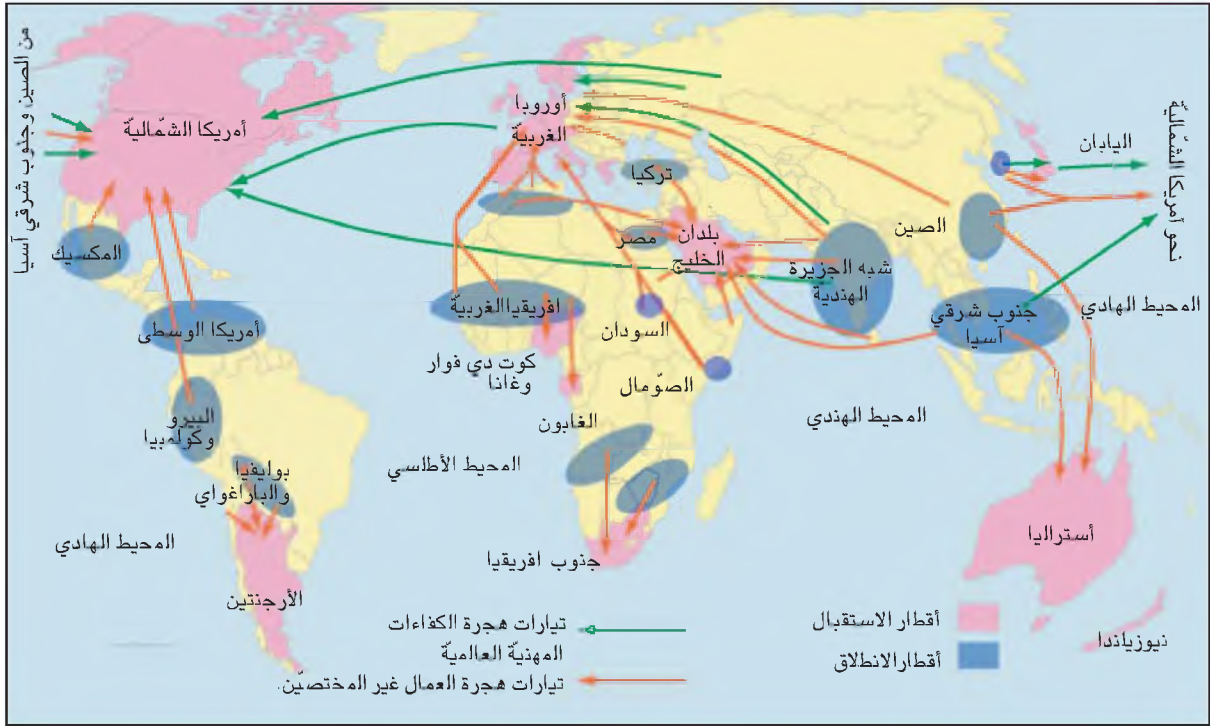 من الصين وجنوب شرقي آسيا
أمريكا الشّماليّة
أوروبا
الغربيّة
اليابان
نحو أمريكا الشّماليّة
تركيا
الصين
المكسيك
مصر
بلدان
الخليج
شبه الجزيرة
الهندية
افريقيا الغربيّة
أمريكا الوسطى
السودان
جنوب شرقي
آسيا
المحيط الهادي
كوت دي فوار
وغانا
الصّومال
البيرو
وكولمبيا
الغابون
المحيط الهندي
بوليفيا
والباراغواي
المحيط الأطلسي
المحيط الهادي
أستراليا
جنوب افريقيا
الأرجنتين
نيوزيلندا
أقطار الاستقبال
أقطار الانطلاق
تيارات هجرة الكفاءات
المهنيّة العالميّة
تيارات هجرة العمال غير المختصّين.